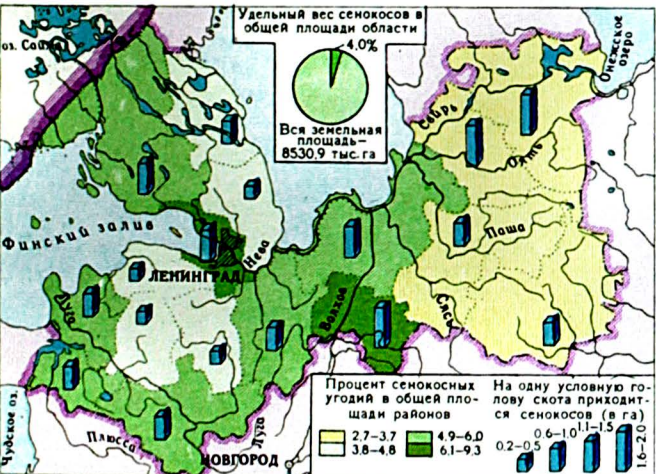 Удельный вес сенокосов в
общей площади области
4,0%
Вся земельная
площадь—
8530,9 тыс. га
оз. Сайма
Онежское
озеро
Свирь
Оять
Паша
Сясь
Волхов
Финский залив
Нева
ЛЕНИНГРАД
Луга
Чудское оз.
Плюсса
Луга
НОВГОРОД
Процент сенокосных
угодий в общей пло-
щади районов
2,7—3,7
3,8—4,8
4,9—6,0
6,1—9,3
На одну условную го-
лову скота приходит-
ся сенокосов (в га)
0,2—0,5
0,6—1,0
1,1—1,5
1,6—2,0